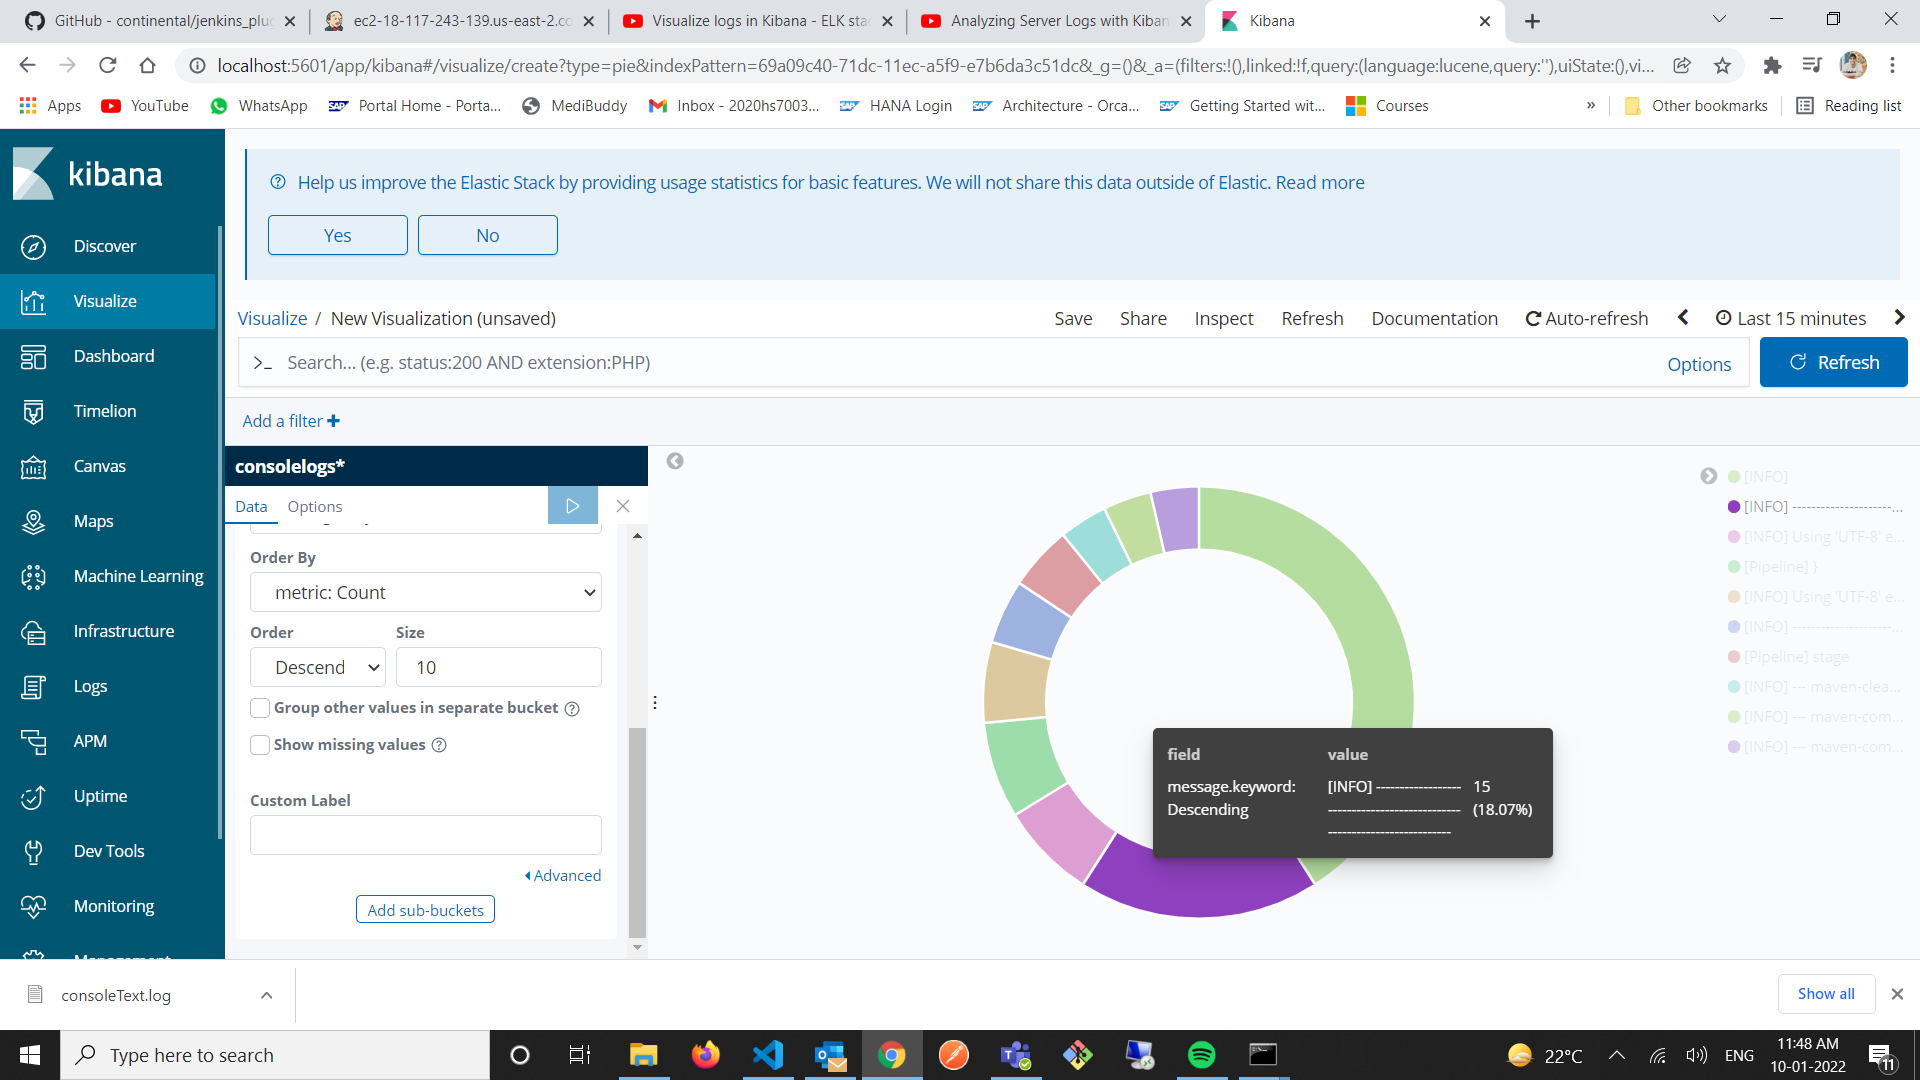 GitHub - continental/jenkins_plug
ec2-18-117-243-139.us-east-2.co
Visualize logs in Kibana - ELK stac
Analyzing Server Logs with Kiban
Kibana
localhost:5601/app/kibana#/visualize/create?type=pie&indexPattern=69a09c40-71dc-11ec-a5f9-e7b6da3c51dc&_g=()&_a=(filters:!(),linked:!f,query:(language:lucene,query:''),uiState:(),vi...
Apps
YouTube
WhatsApp
Portal Home - Porta...
MediBuddy
Inbox - 2020hs7003...
HANA Login
Architecture - Orca...
Getting Started wit...
Courses
»
Other bookmarks
Reading list
kibana
Discover
Visualize
Dashboard
Timelion
Canvas
Maps
Machine Learning
Infrastructure
Logs
APM
Uptime
Dev Tools
Monitoring
Management
Help us improve the Elastic Stack by providing usage statistics for basic features. We will not share this data outside of Elastic. Read more
Yes
No
Visualize / New Visualization (unsaved)
Save
Share
Inspect
Refresh
Documentation
Auto-refresh
Last 15 minutes
>_ Search... (e.g. status:200 AND extension:PHP)
Options
Refresh
Add a filter +
consolelogs*
Data
Options
Order By
metric: Count
Order
Size
Descend
10
Group other values in separate bucket
Show missing values
Custom Label
Advanced
Add sub-buckets
field value
message.keyword: [INFO] ------------------ 15
Descending ---------------------------- (18.07%)
--------------------------
[INFO]
[INFO] ---------------------...
[INFO] Using 'UTF-8' e...
[Pipeline] }
[INFO] Using 'UTF-8' e...
[INFO] ---------------------...
[Pipeline] stage
[INFO] --- maven-clea...
[INFO] --- maven-com...
[INFO] --- maven-com...
consoleText.log
Show all
Type here to search
22°C
ENG
11:48 AM
10-01-2022
11